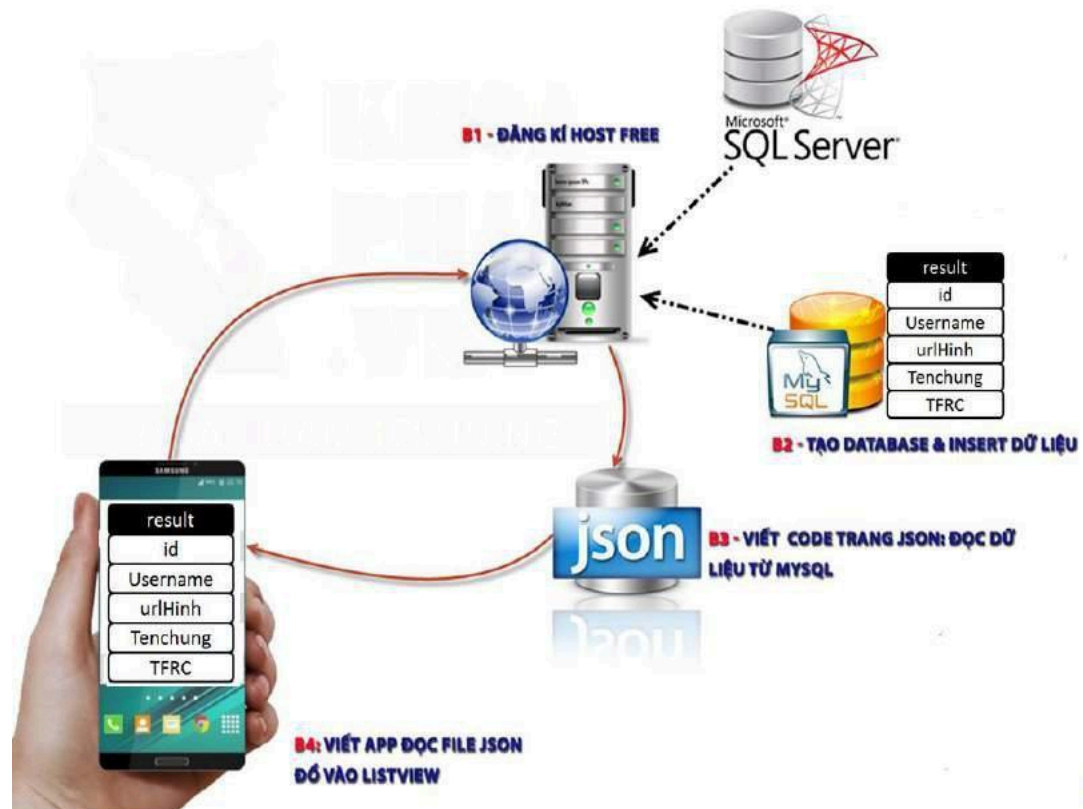 Microsoft®
SQL Server®
B1 - ĐĂNG KÍ HOST FREE
result
id
Username
urlHinh
Tenchung
TFRC
My
SQL
B2 - TẠO DATABASE & INSERT DỮ LIỆU
json
B3 - VIẾT CODE TRANG JSON: ĐỌC DỮ
LIỆU TỪ MYSQL
SAMSUNG
result
id
Username
urlHinh
Tenchung
TFRC
B4: VIẾT APP ĐỌC FILE JSON
ĐỔ VÀO LISTVIEW